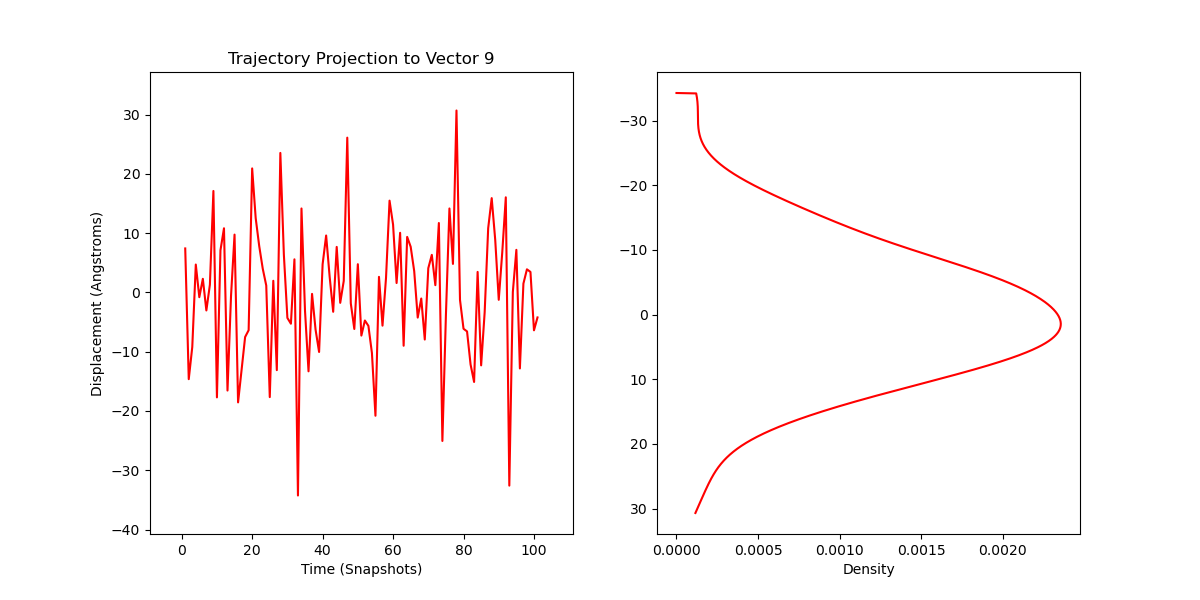 Trajectory Projection to Vector 9
Displacement (Angstroms)
30
20
10
0
−10
−20
−30
−40
0 20 40 60 80 100
Time (Snapshots)
−30
−20
−10
0
10
20
30
0.0000 0.0005 0.0010 0.0015 0.0020
Density